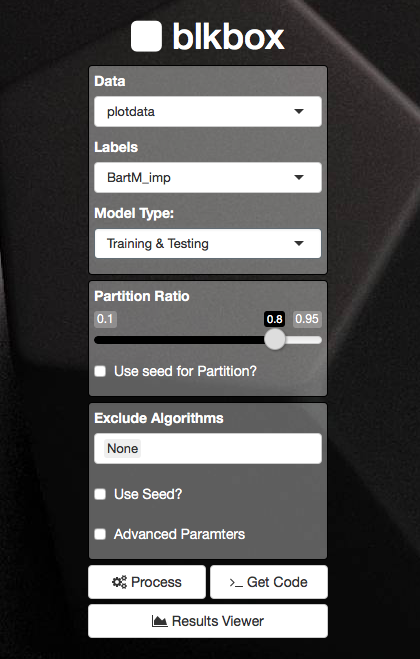 blkbox
Data
plotdata
Labels
BartM_imp
Model Type:
Training & Testing
Partition Ratio
0.1 0.8 0.95
Use seed for Partition?
Exclude Algorithms
None
Use Seed?
Advanced Paramters
Process >_ Get Code
Results Viewer